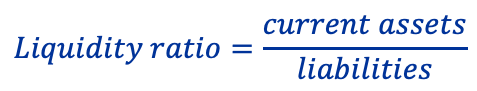 Liquidity ratio = current assets / liabilities